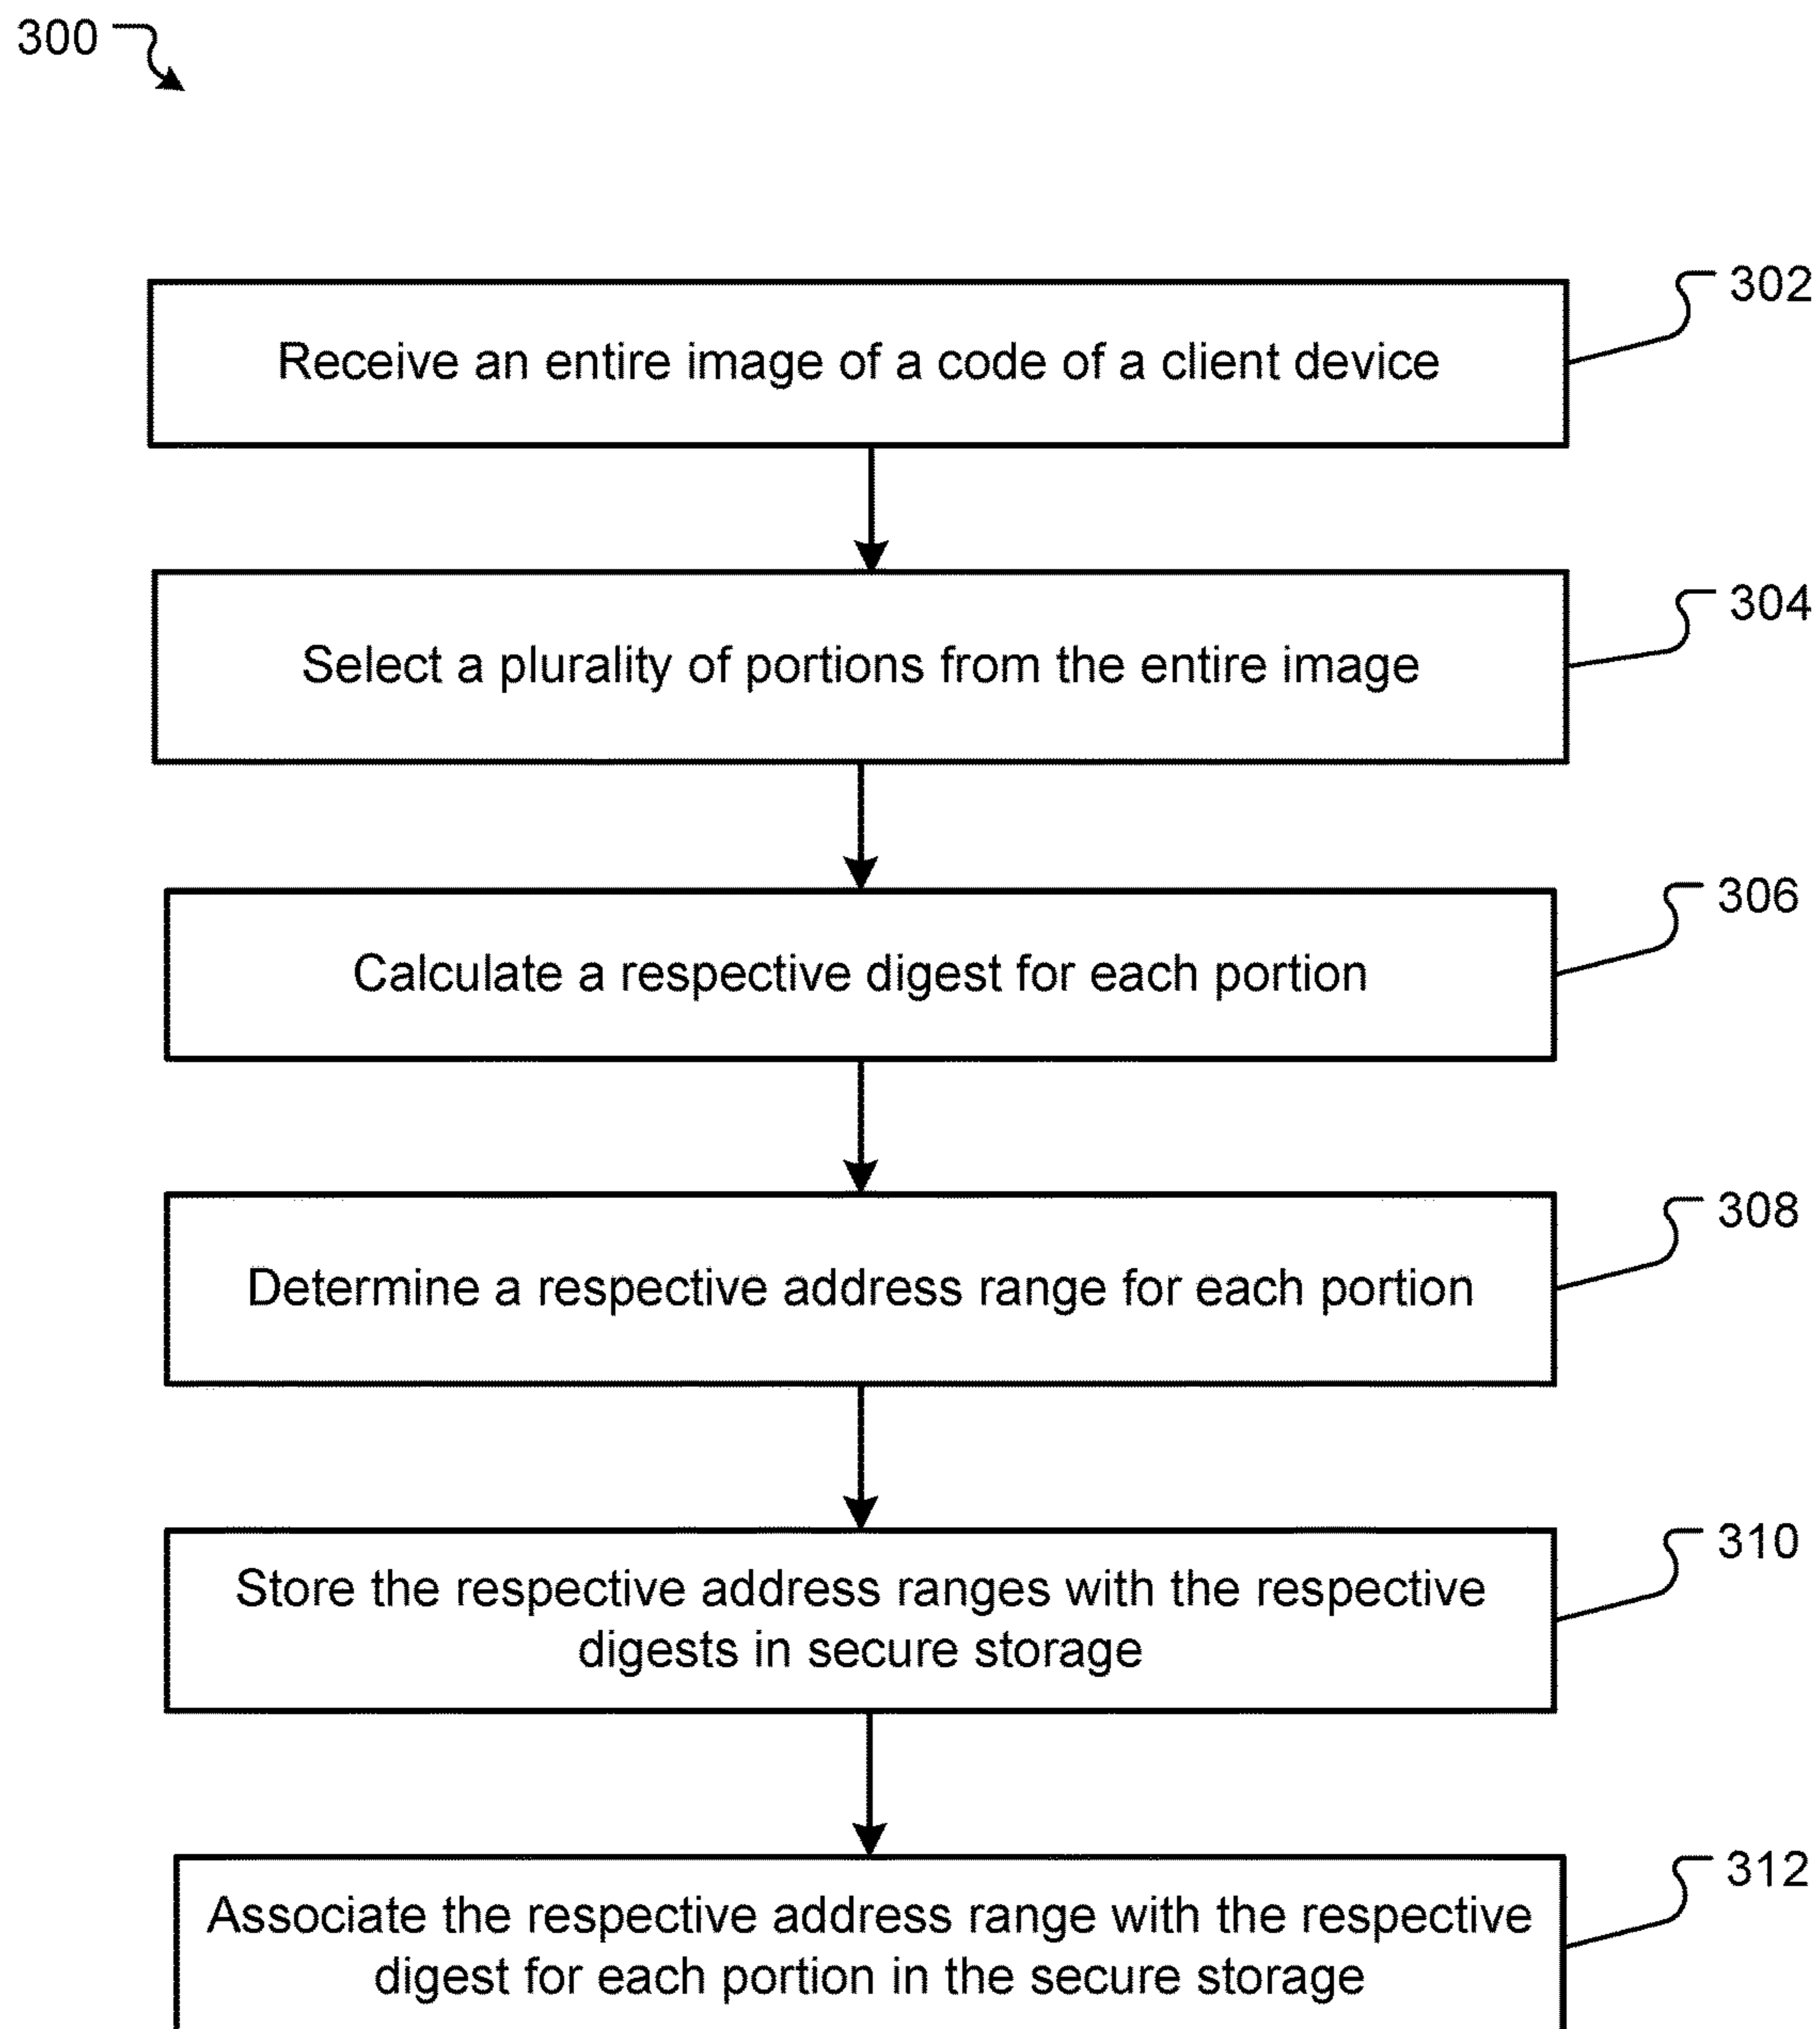 300
302
Receive an entire image of a code of a client device
304
Select a plurality of portions from the entire image
306
Calculate a respective digest for each portion
308
Determine a respective address range for each portion
310
Store the respective address ranges with the respective
digests in secure storage
312
Associate the respective address range with the respective
digest for each portion in the secure storage